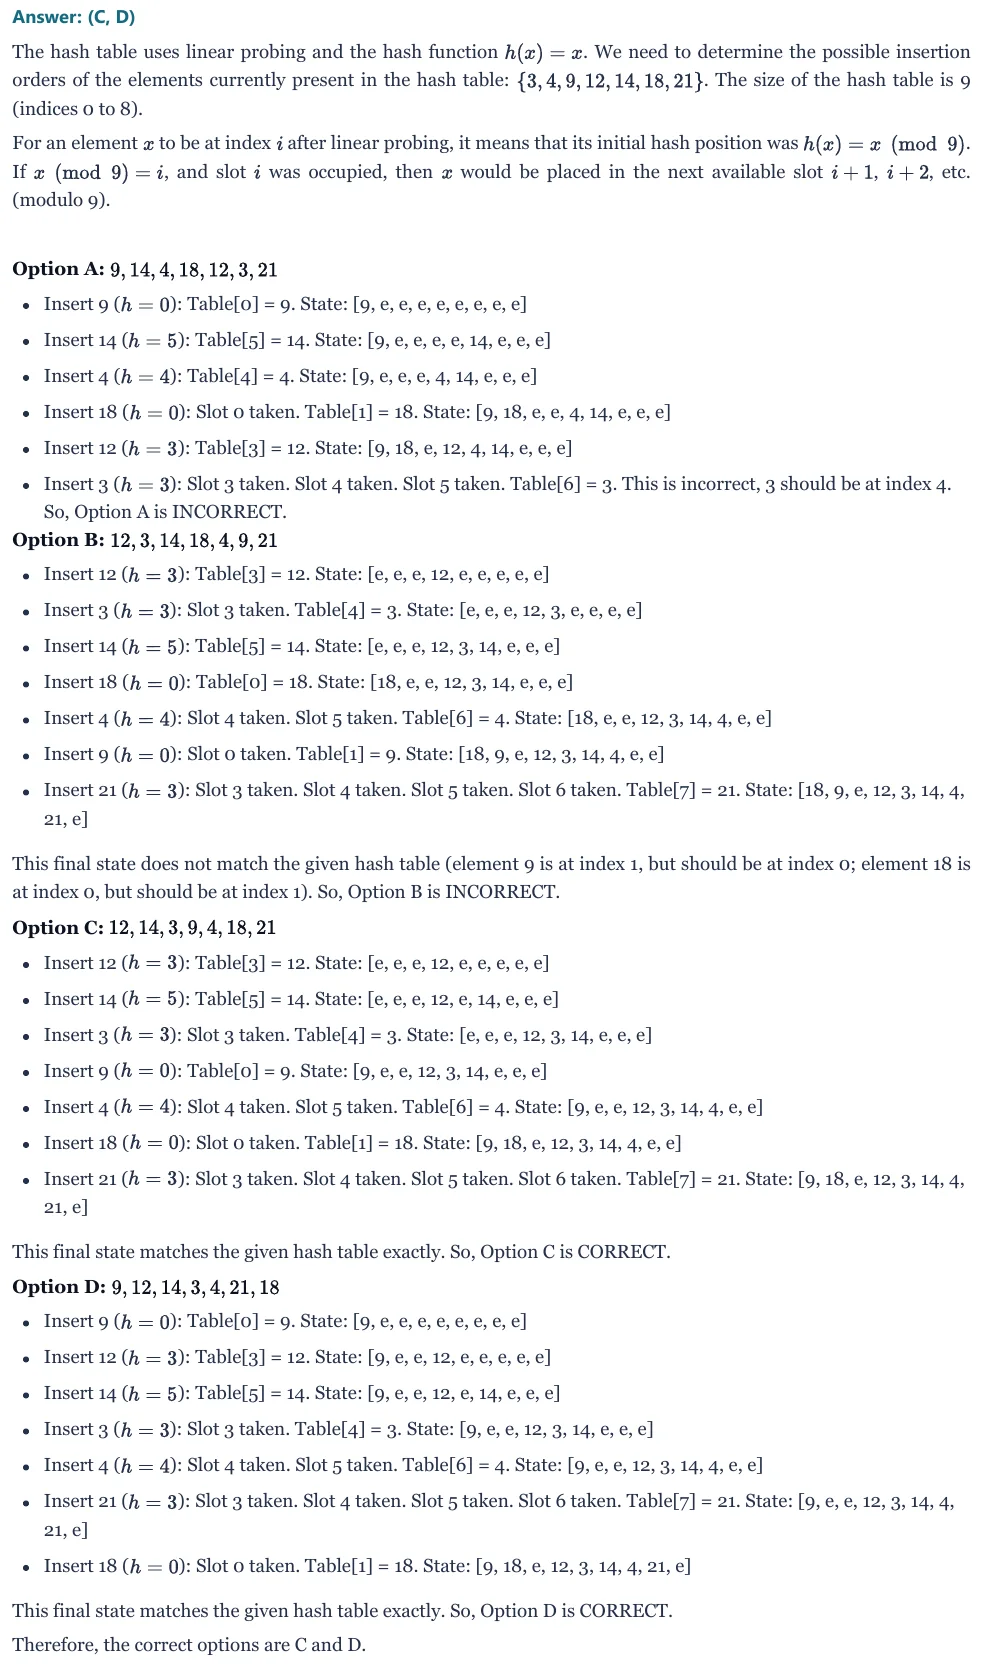 Answer: (C, D)
The hash table uses linear probing and the hash function h(x) = x. We need to determine the possible insertion
orders of the elements currently present in the hash table: {3, 4, 9, 12, 14, 18, 21}. The size of the hash table is 9
(indices 0 to 8).
For an element x to be at index i after linear probing, it means that its initial hash position was h(x) = x (mod 9).
If x (mod 9) = i, and slot i was occupied, then x would be placed in the next available slot i + 1, i + 2, etc.
(modulo 9).
Option A: 9, 14, 4, 18, 12, 3, 21
• Insert 9 (h = 0): Table[0] = 9. State: [9, e, e, e, e, e, e, e, e]
• Insert 14 (h = 5): Table[5] = 14. State: [9, e, e, e, e, 14, e, e, e]
• Insert 4 (h = 4): Table[4] = 4. State: [9, e, e, e, 4, 14, e, e, e]
• Insert 18 (h = 0): Slot 0 taken. Table[1] = 18. State: [9, 18, e, e, 4, 14, e, e, e]
• Insert 12 (h = 3): Table[3] = 12. State: [9, 18, e, 12, 4, 14, e, e, e]
• Insert 3 (h = 3): Slot 3 taken. Slot 4 taken. Slot 5 taken. Table[6] = 3. This is incorrect, 3 should be at index 4.
So, Option A is INCORRECT.
Option B: 12, 3, 14, 18, 4, 9, 21
• Insert 12 (h = 3): Table[3] = 12. State: [e, e, e, 12, e, e, e, e, e]
• Insert 3 (h = 3): Slot 3 taken. Table[4] = 3. State: [e, e, e, 12, 3, e, e, e, e]
• Insert 14 (h = 5): Table[5] = 14. State: [e, e, e, 12, 3, 14, e, e, e]
• Insert 18 (h = 0): Table[0] = 18. State: [18, e, e, 12, 3, 14, e, e, e]
• Insert 4 (h = 4): Slot 4 taken. Slot 5 taken. Table[6] = 4. State: [18, e, e, 12, 3, 14, 4, e, e]
• Insert 9 (h = 0): Slot 0 taken. Table[1] = 9. State: [18, 9, e, 12, 3, 14, 4, e, e]
• Insert 21 (h = 3): Slot 3 taken. Slot 4 taken. Slot 5 taken. Slot 6 taken. Table[7] = 21. State: [18, 9, e, 12, 3, 14, 4,
21, e]
This final state does not match the given hash table (element 9 is at index 1, but should be at index 0; element 18 is
at index 0, but should be at index 1). So, Option B is INCORRECT.
Option C: 12, 14, 3, 9, 4, 18, 21
• Insert 12 (h = 3): Table[3] = 12. State: [e, e, e, 12, e, e, e, e, e]
• Insert 14 (h = 5): Table[5] = 14. State: [e, e, e, 12, e, 14, e, e, e]
• Insert 3 (h = 3): Slot 3 taken. Table[4] = 3. State: [e, e, e, 12, 3, 14, e, e, e]
• Insert 9 (h = 0): Table[0] = 9. State: [9, e, e, 12, 3, 14, e, e, e]
• Insert 4 (h = 4): Slot 4 taken. Slot 5 taken. Table[6] = 4. State: [9, e, e, 12, 3, 14, 4, e, e]
• Insert 18 (h = 0): Slot 0 taken. Table[1] = 18. State: [9, 18, e, 12, 3, 14, 4, e, e]
• Insert 21 (h = 3): Slot 3 taken. Slot 4 taken. Slot 5 taken. Slot 6 taken. Table[7] = 21. State: [9, 18, e, 12, 3, 14, 4,
21, e]
This final state matches the given hash table exactly. So, Option C is CORRECT.
Option D: 9, 12, 14, 3, 4, 21, 18
• Insert 9 (h = 0): Table[0] = 9. State: [9, e, e, e, e, e, e, e, e]
• Insert 12 (h = 3): Table[3] = 12. State: [9, e, e, 12, e, e, e, e, e]
• Insert 14 (h = 5): Table[5] = 14. State: [9, e, e, 12, e, 14, e, e, e]
• Insert 3 (h = 3): Slot 3 taken. Table[4] = 3. State: [9, e, e, 12, 3, 14, e, e, e]
• Insert 4 (h = 4): Slot 4 taken. Slot 5 taken. Table[6] = 4. State: [9, e, e, 12, 3, 14, 4, e, e]
• Insert 21 (h = 3): Slot 3 taken. Slot 4 taken. Slot 5 taken. Slot 6 taken. Table[7] = 21. State: [9, e, e, 12, 3, 14, 4,
21, e]
• Insert 18 (h = 0): Slot 0 taken. Table[1] = 18. State: [9, 18, e, 12, 3, 14, 4, 21, e]
This final state matches the given hash table exactly. So, Option D is CORRECT.
Therefore, the correct options are C and D.